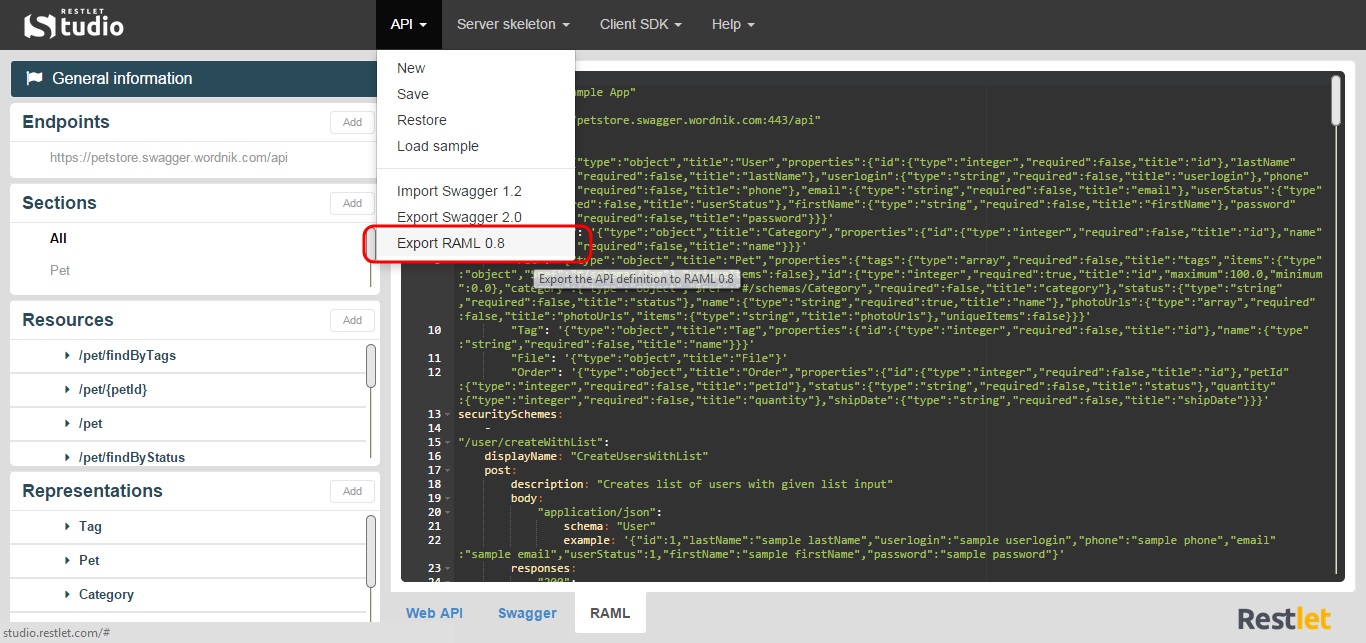 RESTLET
Studio
API
Server skeleton
Client SDK
Help
General information
Endpoints
Add
https://petstore.swagger.wordnik.com/api
Sections
Add
All
Pet
Resources
Add
/pet/findByTags
/pet/{petId}
/pet
/pet/findByStatus
Representations
Add
Tag
Pet
Category
New
Save
Restore
Load sample
Import Swagger 1.2
Export Swagger 2.0
Export RAML 0.8
Export the API definition to RAML 0.8
mple App"
petstore.swagger.wordnik.com:443/api"
{"type":"object","title":"User","properties":{"id":{"type":"integer","required":false,"title":"id"},"lastName"
"required":false,"title":"lastName"},"userlogin":{"type":"string","required":false,"title":"userlogin"},"phone"
"required":false,"title":"phone"},"email":{"type":"string","required":false,"title":"email"},"userStatus":{"type"
required":false,"title":"userStatus"},"firstName":{"type":"string","required":false,"title":"firstName"},"password"
"required":false,"title":"password"}}}'
: '{"type":"object","title":"Category","properties":{"id":{"type":"integer","required":false,"title":"id"},"name"
required":false,"title":"name"}}}'
"type":"object","title":"Pet","properties":{"tags":{"type":"array","required":false,"title":"tags","items":{"type"
:"object","
ems":false},"id":{"type":"integer","required":true,"title":"id","maximum":100.0,"minimum"
:0.0},"category":{"type":"object","$ref":"#/schemas/Category","required":false,"title":"category"},"status":{"type":"string"
,"required":false,"title":"status"},"name":{"type":"string","required":true,"title":"name"},"photoUrls":{"type":"array","required"
:false,"title":"photoUrls","items":{"type":"string","title":"photoUrls"},"uniqueItems":false}}}'
10 "Tag": '{"type":"object","title":"Tag","properties":{"id":{"type":"integer","required":false,"title":"id"},"name":{"type"
:"string","required":false,"title":"name"}}}'
11 "File": '{"type":"object","title":"File"}'
12 "Order": '{"type":"object","title":"Order","properties":{"id":{"type":"integer","required":false,"title":"id"},"petId"
:{"type":"integer","required":false,"title":"petId"},"status":{"type":"string","required":false,"title":"status"},"quantity"
:{"type":"integer","required":false,"title":"quantity"},"shipDate":{"type":"string","required":false,"title":"shipDate"}}}'
13 securitySchemes:
14 -
15 "/user/createWithList":
16 displayName: "CreateUsersWithList"
17 post:
18 description: "Creates list of users with given list input"
19 body:
20 "application/json":
21 schema: "User"
22 example: '{"id":1,"lastName":"sample lastName","userlogin":"sample userlogin","phone":"sample phone","email"
:"sample email","userStatus":1,"firstName":"sample firstName","password":"sample password"}'
23 responses:
24 "200":
Web API
Swagger
RAML
Restlet
studio.restlet.com/#